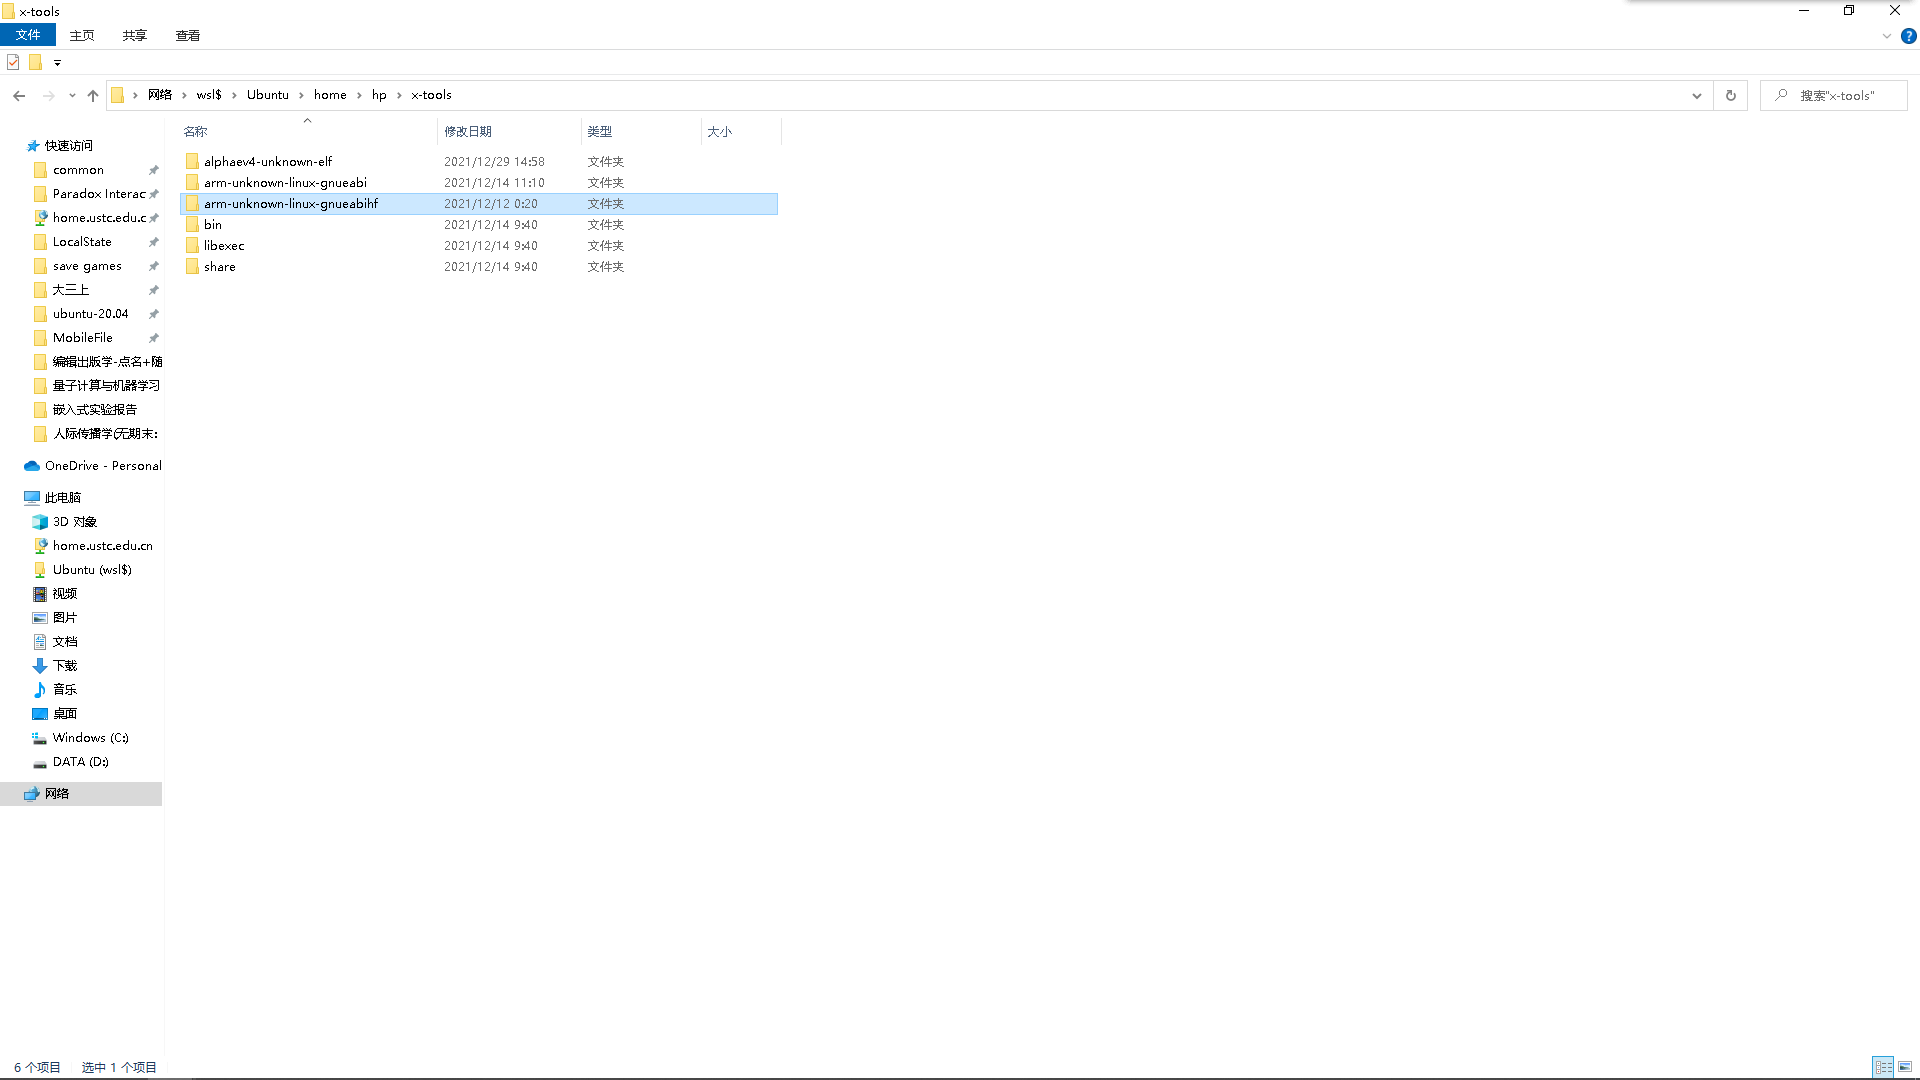 x-tools
文件 主页 共享 查看
网络 wsl$ Ubuntu home hp x-tools
搜索"x-tools"
名称 修改日期 类型 大小
alphaev4-unknown-elf 2021/12/29 14:58 文件夹
arm-unknown-linux-gnueabi 2021/12/14 11:10 文件夹
arm-unknown-linux-gnueabihf 2021/12/12 0:20 文件夹
bin 2021/12/14 9:40 文件夹
libexec 2021/12/14 9:40 文件夹
share 2021/12/14 9:40 文件夹
快速访问
common
Paradox Interac
home.ustc.edu.c
LocalState
save games
大三上
ubuntu-20.04
MobileFile
编辑出版学-点名+随
量子计算与机器学习
嵌入式实验报告
人际传播学(无期末:
OneDrive - Personal
此电脑
3D 对象
home.ustc.edu.cn
Ubuntu (wsl$)
视频
图片
文档
下载
音乐
桌面
Windows (C:)
DATA (D:)
网络
6 个项目 选中 1 个项目